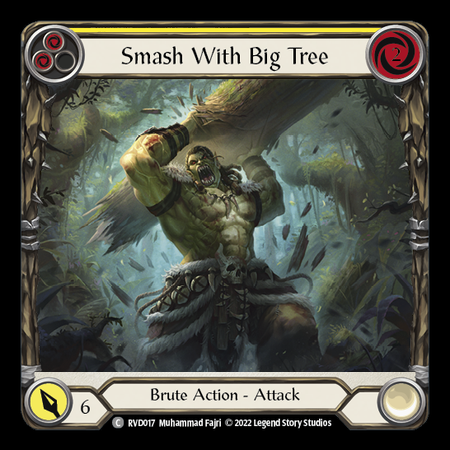 Smash With Big Tree
2
6
Brute Action - Attack
C RVD017 Muhammad Fajri © 2022 Legend Story Studios